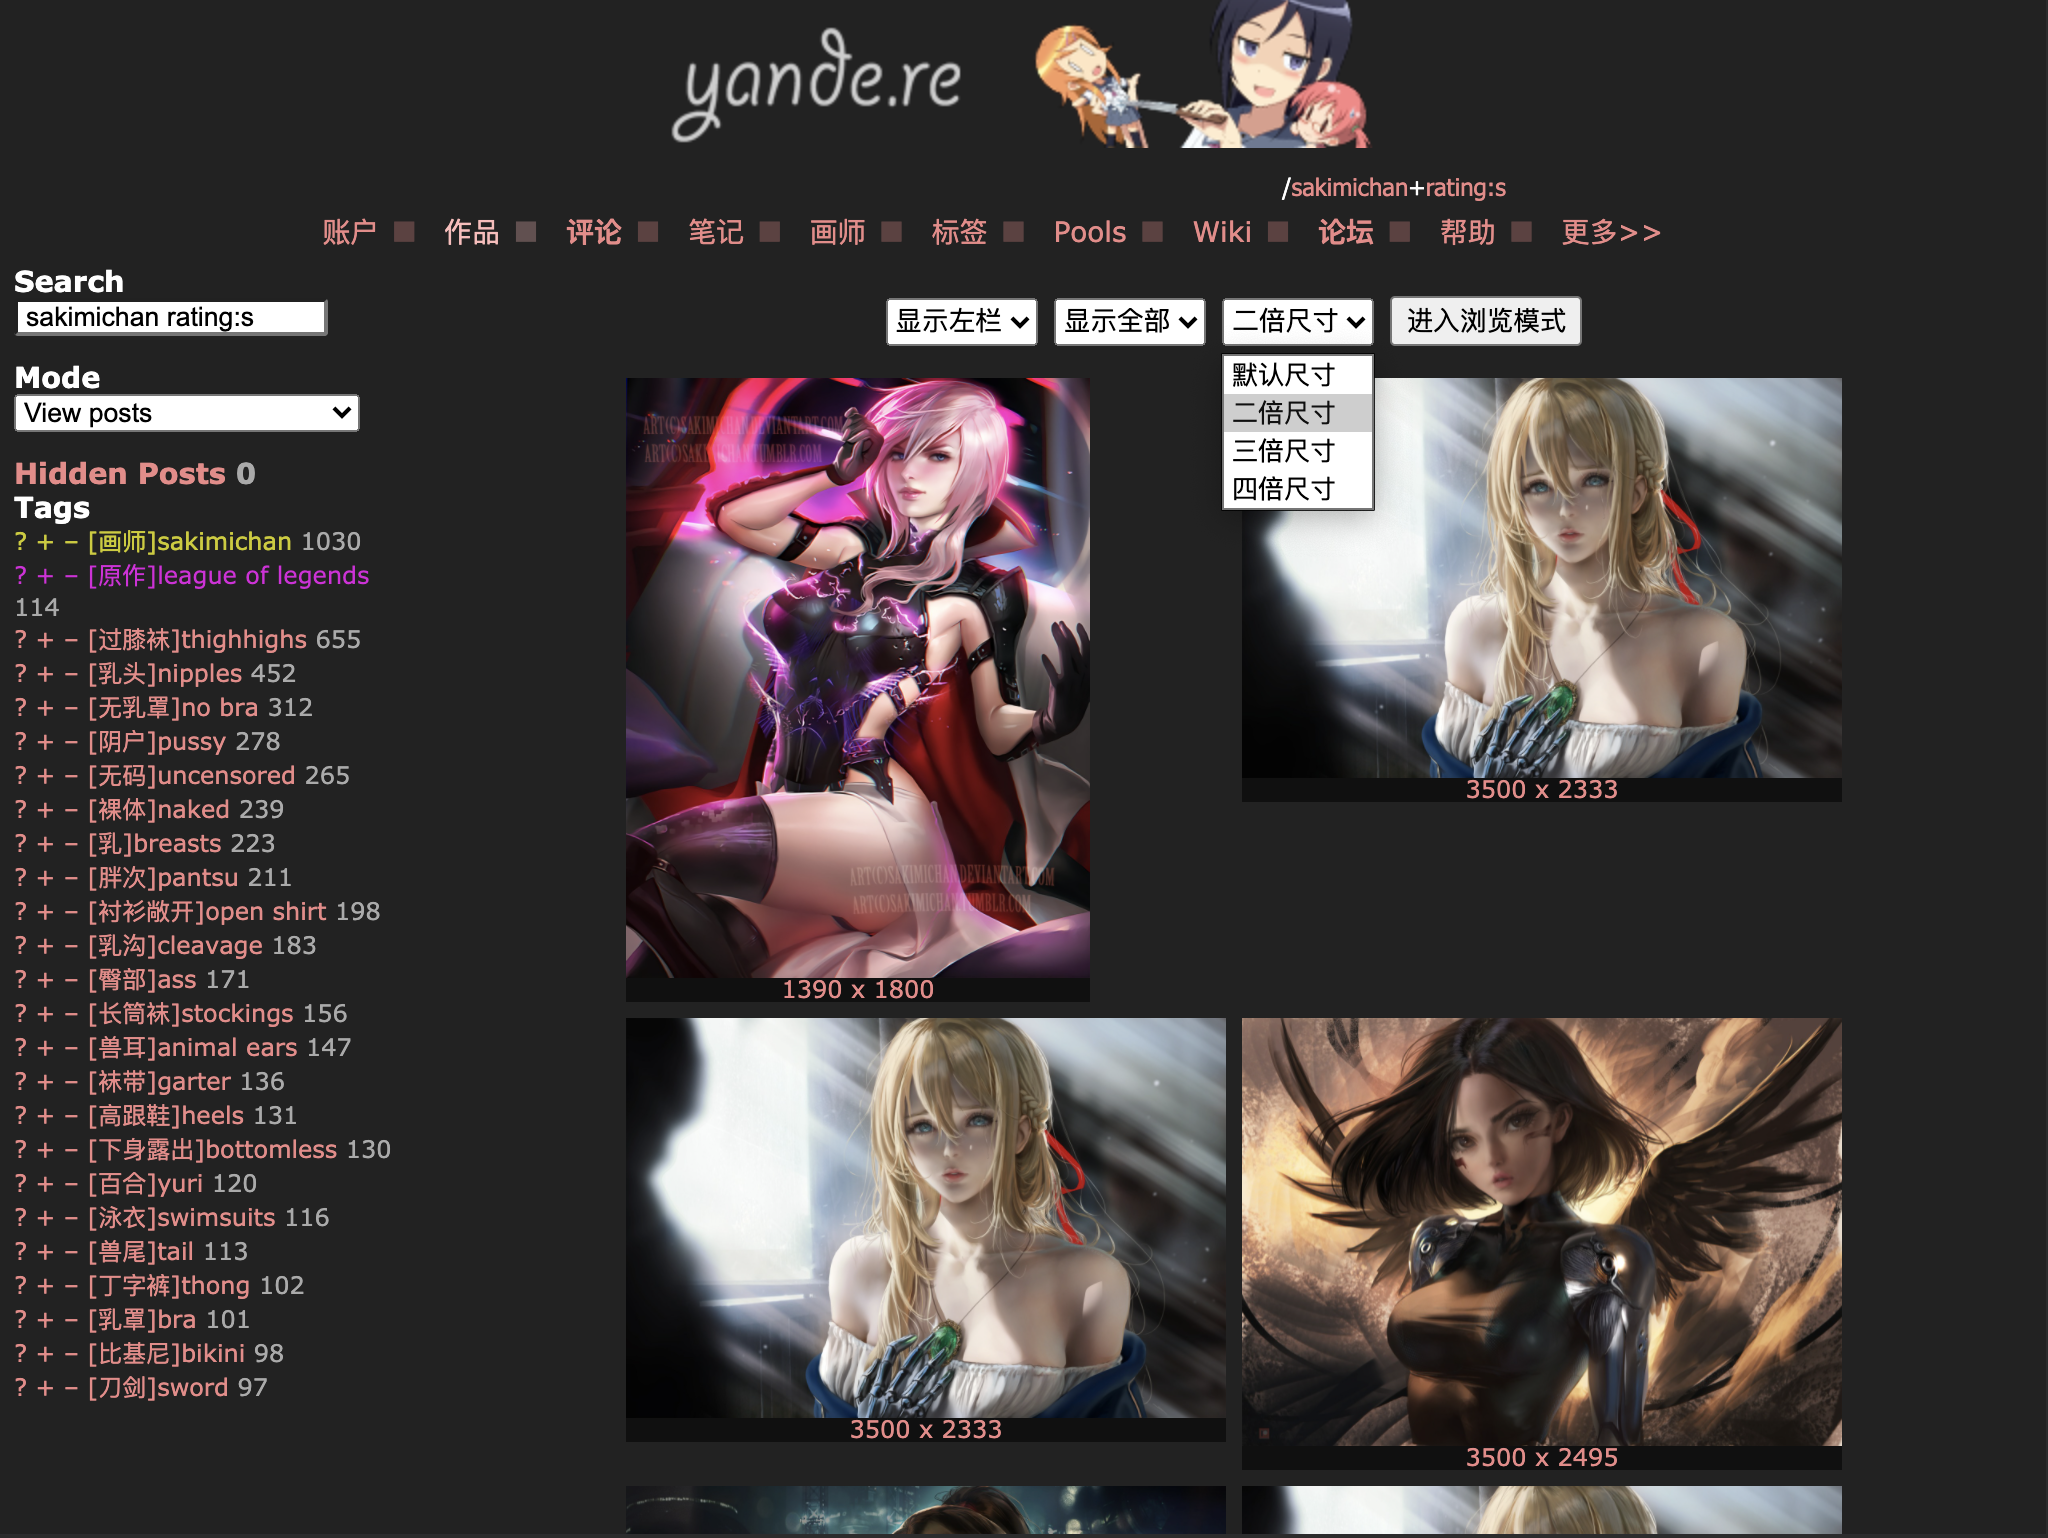 yande.re
/sakimichan+rating:s
账户 作品 评论 笔记 画师 标签 Pools Wiki 论坛 帮助 更多>>
Search
sakimichan rating:s
Mode
View posts
Hidden Posts 0
Tags
? + – [画师]sakimichan 1030
? + – [原作]league of legends
114
? + – [过膝袜]thighhighs 655
? + – [乳头]nipples 452
? + – [无乳罩]no bra 312
? + – [阴户]pussy 278
? + – [无码]uncensored 265
? + – [裸体]naked 239
? + – [乳]breasts 223
? + – [胖次]pantsu 211
? + – [衬衫敞开]open shirt 198
? + – [乳沟]cleavage 183
? + – [臀部]ass 171
? + – [长筒袜]stockings 156
? + – [兽耳]animal ears 147
? + – [袜带]garter 136
? + – [高跟鞋]heels 131
? + – [下身露出]bottomless 130
? + – [百合]yuri 120
? + – [泳衣]swimsuits 116
? + – [兽尾]tail 113
? + – [丁字裤]thong 102
? + – [乳罩]bra 101
? + – [比基尼]bikini 98
? + – [刀剑]sword 97
显示左栏 显示全部 二倍尺寸 进入浏览模式
默认尺寸
二倍尺寸
三倍尺寸
四倍尺寸
ART(C)SAKIMICHAN.DEVIANTART.COM
ART(C)SAKIMICHAN.TUMBLR.COM
ART(C)SAKIMICHAN.DEVIANTART.COM
ART(C)SAKIMICHAN.TUMBLR.COM
1390 x 1800
3500 x 2333
3500 x 2333
3500 x 2495